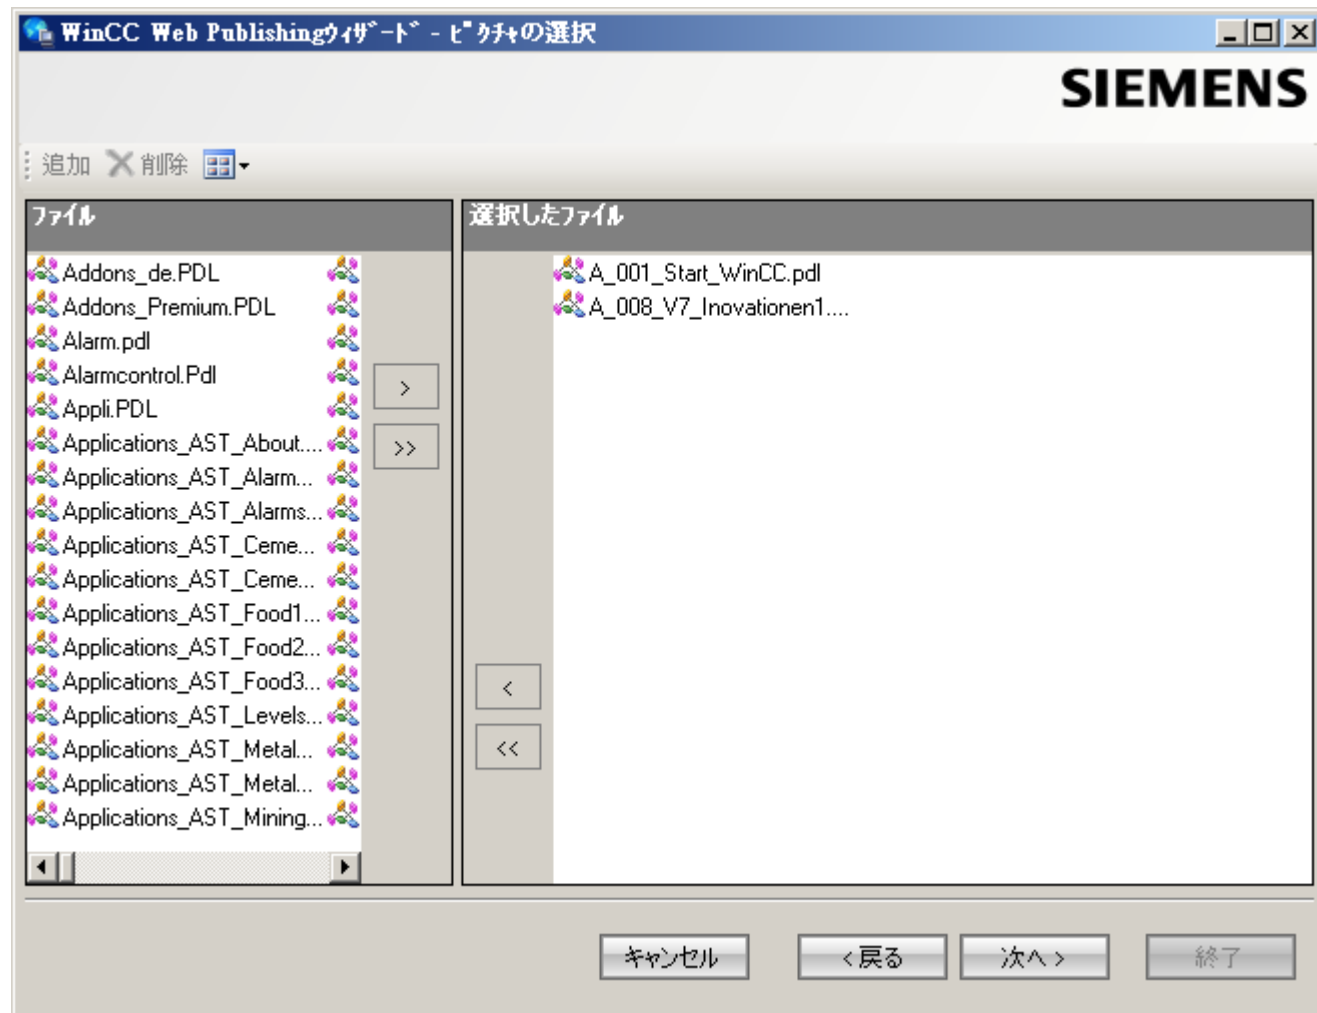 WinCC Web Publishingウィザード - ピクチャの選択
SIEMENS
追加 削除
ファイル
Addons_de.PDL
Addons_Premium.PDL
Alarm.pdl
Alarmcontrol.Pdl
Appli.PDL
Applications_AST_About....
Applications_AST_Alarm...
Applications_AST_Alarms...
Applications_AST_Ceme...
Applications_AST_Ceme...
Applications_AST_Food1...
Applications_AST_Food2...
Applications_AST_Food3...
Applications_AST_Levels...
Applications_AST_Metal...
Applications_AST_Metal...
Applications_AST_Mining...
>
>>
選択したファイル
A_001_Start_WinCC.pdl
A_008_V7_Inovationen1....
<
<<
キャンセル
<戻る
次へ>
終了